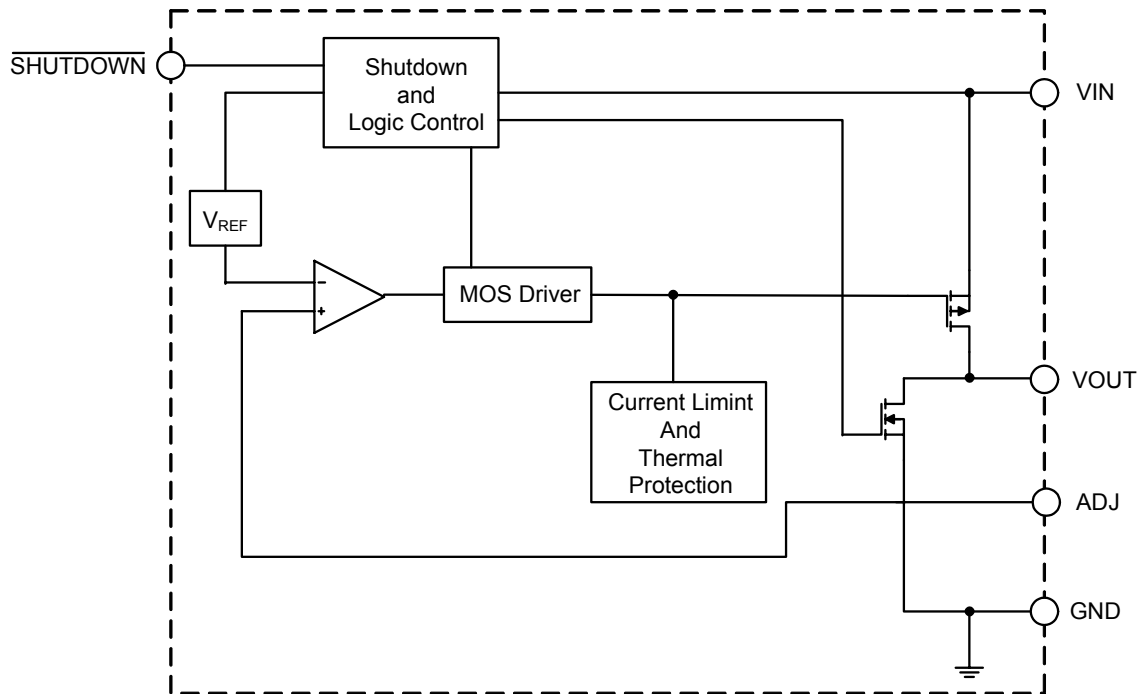 SHUTDOWN
Shutdown
and
Logic Control
VIN
VREF
−
+
MOS Driver
VOUT
Current Limint
And
Thermal
Protection
ADJ
GND